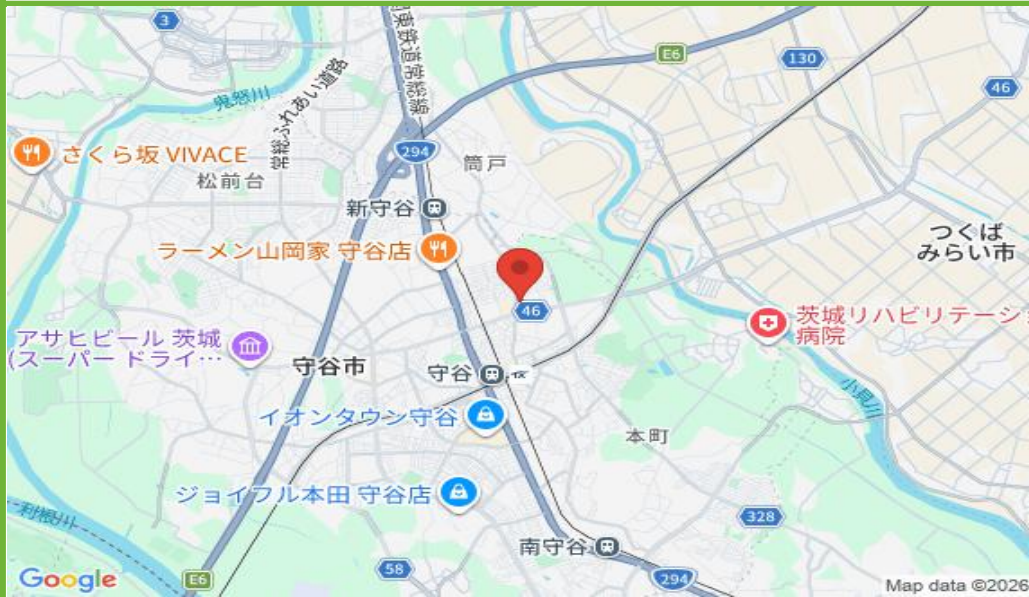 3
関東鉄道常総線
E6
130
46
鬼怒川
常総ふれあい道路
さくら坂 VIVACE
松前台
294
筒戸
新守谷
ラーメン山岡家 守谷店
つくば
みらい市
46
茨城リハビリテーショ
病院
アサヒビール 茨城
(スーパー ドライ…
守谷市
守谷
イオンタウン守谷
小貝川
本町
ジョイフル本田 守谷店
利根川
328
南守谷
58
294
E6
Google
Map data ©2026